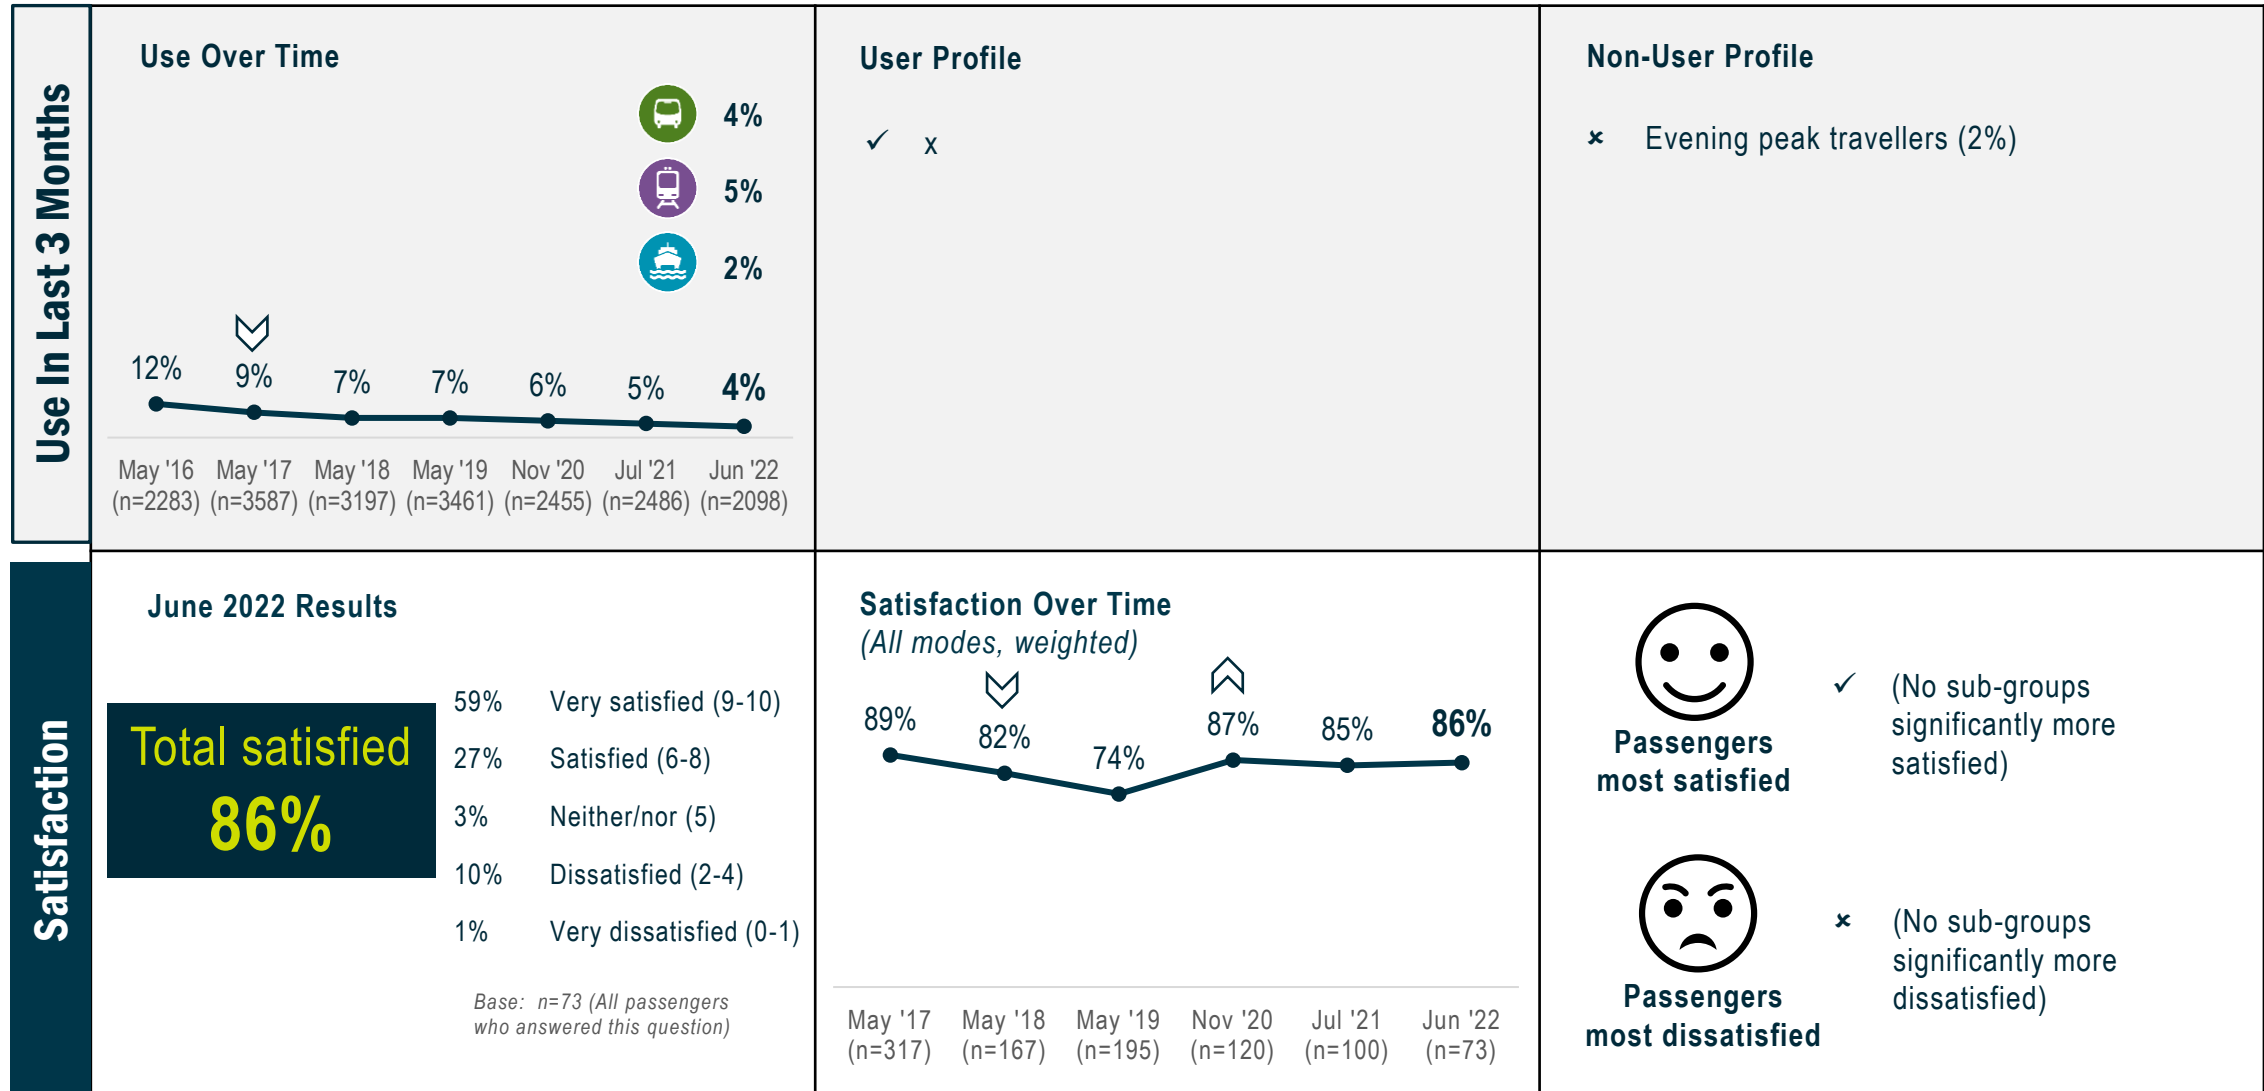 Use In Last 3 Months
Use Over Time
4%
5%
2%
12%
9%
7%
7%
6%
5%
4%
May '16
May '17
May '18
May '19
Nov '20
Jul '21
Jun '22
(n=2283)
(n=3587)
(n=3197)
(n=3461)
(n=2455)
(n=2486)
(n=2098)
User Profile
✓ x
Non-User Profile
× Evening peak travellers (2%)
Satisfaction
June 2022 Results
Total satisfied
86%
59% Very satisfied (9-10)
27% Satisfied (6-8)
3% Neither/nor (5)
10% Dissatisfied (2-4)
1% Very dissatisfied (0-1)
Base: n=73 (All passengers
who answered this question)
Satisfaction Over Time
(All modes, weighted)
89%
82%
74%
87%
85%
86%
May '17
May '18
May '19
Nov '20
Jul '21
Jun '22
(n=317)
(n=167)
(n=195)
(n=120)
(n=100)
(n=73)
Passengers
most satisfied
✓ (No sub-groups
significantly more
satisfied)
Passengers
most dissatisfied
× (No sub-groups
significantly more
dissatisfied)